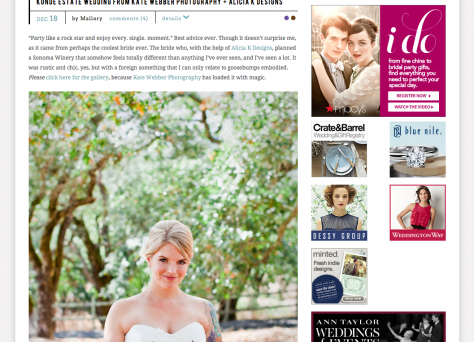 KUNDE ESTATE WEDDING FROM KATE WEBBER PHOTOGRAPHY + ALICIA K DESIGNS
DEC 18
by Mallory
comments (4)
details
"Party like a rock star and enjoy every. single. moment." Best advice ever. Though it doesn't surprise me,
as it came from perhaps the coolest bride ever. The bride who, with the help of Alicia K Designs, planned
a Sonoma Winery that somehow feels totally different than anything I've ever seen, and I've seen a lot. It
was rustic and chic, yes, but with a foreign something that I can only relate to goosebumps embodied.
Please click here for the gallery, because Kate Webber Photography has loaded it with magic.
i do
from fine china to
bridal party gifts,
find everything you
need to perfect
your special day
REGISTER NOW
WATCH THE VIDEO
macys
Crate&Barrel
Wedding&GiftRegistry
blue nile.
BESSY GROUP
WEDDINGTON WAY
minted.
Fresh indie
designs.
ANN TAYLOR
WEDDINGS
& EVENTS